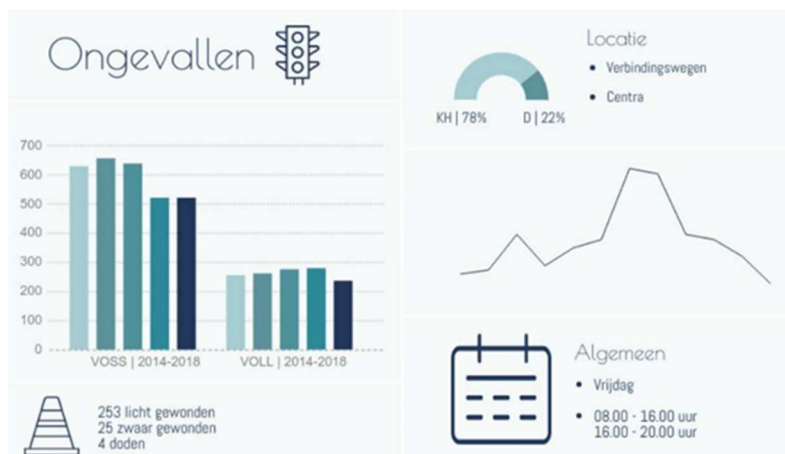 Ongevallen
700
600
500
400
300
200
100
0
VOSS | 2014-2018
VOLL | 2014-2018
253 licht gewonden
25 zwaar gewonden
4 doden
Locatie
Verbindingswegen
Centra
KH | 78%
D | 22%
Algemeen
Vrijdag
08.00 - 16.00 uur
16.00 - 20.00 uur